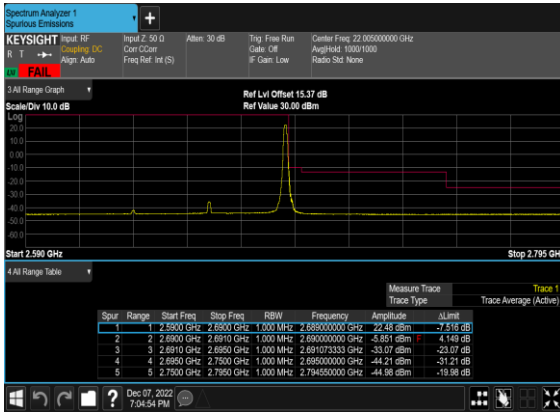 Spectrum Analyzer 1
Spurious Emissions
KEYSIGHT
R T
LW FAIL
Input: RF
Coupling: DC
Align: Auto
Input Z: 50 Ω
Corr CCorr
Freq Ref: Int (S)
Atten: 30 dB
Trig: Free Run
Gate: Off
IF Gain: Low
Center Freq: 22.005000000 GHz
Avg|Hold: 1000/1000
Radio Std: None
3 All Range Graph
Scale/Div 10.0 dB
Ref Lvl Offset 15.37 dB
Ref Value 30.00 dBm
Log
20.0
10.0
0.00
-10.0
-20.0
-30.0
-40.0
-50.0
-60.0
Start 2.590 GHz
Stop 2.795 GH
4 All Range Table
Measure Trace Trace 1
Trace Type Trace Average (Active)
Spur Range Start Freq Stop Freq RBW Frequency Amplitude ΔLimit
1 1 2.5900 GHz 2.6900 GHz 1.000 MHz 2.689000000 GHz 22.48 dBm -7.516 dB
2 2 2.6900 GHz 2.6910 GHz 1.000 MHz 2.690000000 GHz -5.851 dBm F 4.149 dB
3 3 2.6910 GHz 2.6950 GHz 1.000 MHz 2.691073333 GHz -33.07 dBm -23.07 dB
4 4 2.6950 GHz 2.7500 GHz 1.000 MHz 2.695000000 GHz -44.21 dBm -31.21 dB
5 5 2.7500 GHz 2.7950 GHz 1.000 MHz 2.794550000 GHz -44.98 dBm -19.98 dB
Dec 07, 2022
7:04:54 PM